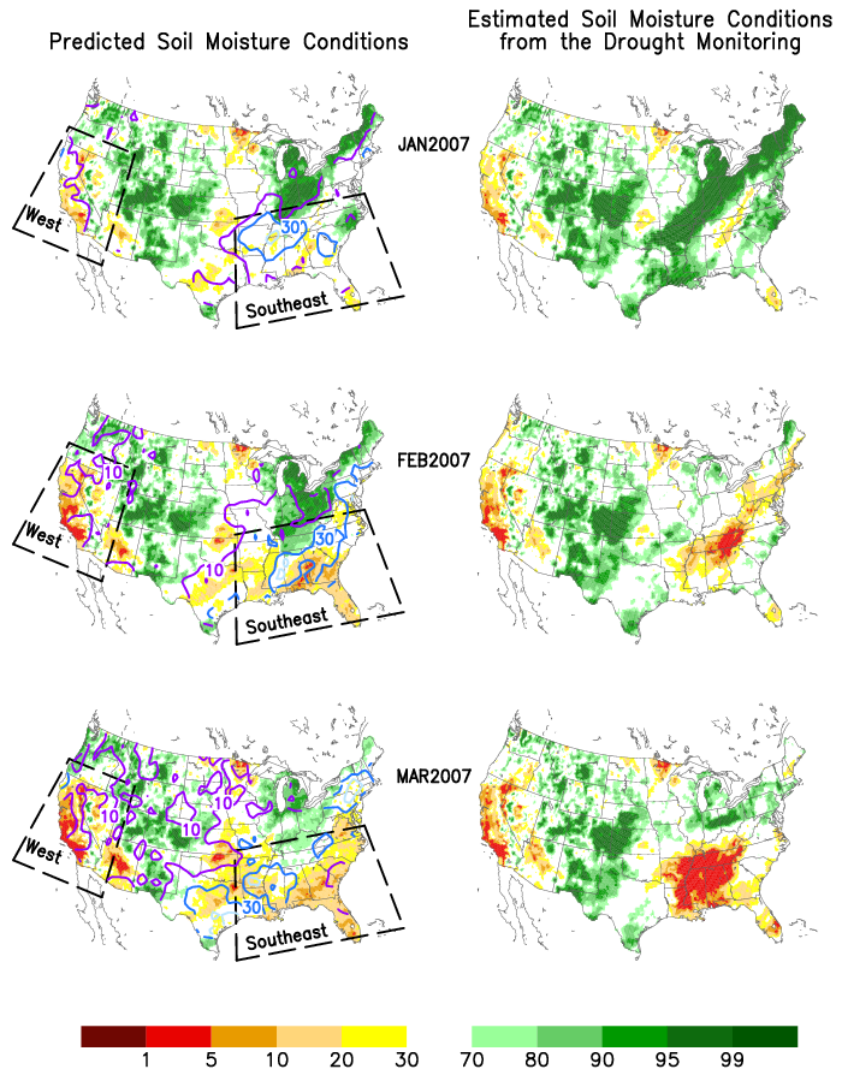 Predicted Soil Moisture Conditions
Estimated Soil Moisture Conditions
from the Drought Monitoring
JAN2007
West
30
Southeast
FEB2007
10
West
30
10
Southeast
MAR2007
10
10
10
West
30
Southeast
1 5 10 20 30 70 80 90 95 99